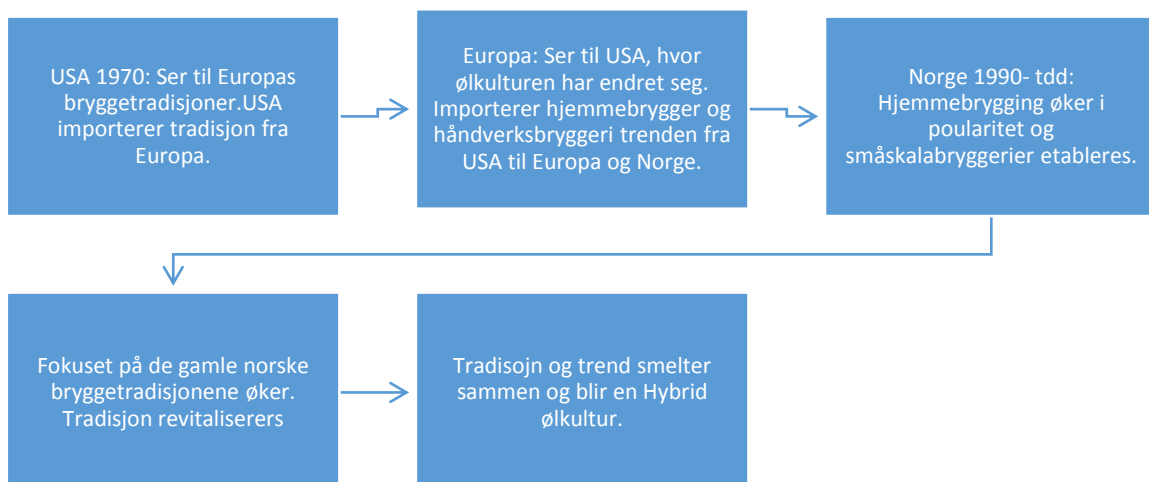 USA 1970: Ser til Europas
bryggetradisjoner.USA
importerer tradisjon fra
Europa.
Europa: Ser til USA, hvor
ølkulturen har endret seg.
Importerer hjemmebrygger og
håndverksbryggeri trenden fra
USA til Europa og Norge.
Norge 1990- tdd:
Hjemmebrygging øker i
poularitet og
småskalabryggerier etableres.
Fokuset på de gamle norske
bryggetradisjonene øker.
Tradisjon revitaliserers
Tradisojn og trend smelter
sammen og blir en Hybrid
ølkultur.